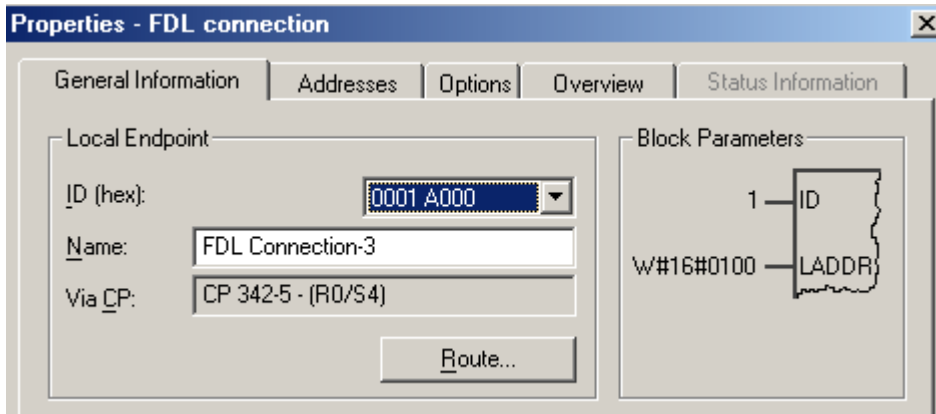 Properties - FDL connection
General Information Addresses Options Overview Status Information
Local Endpoint
ID (hex): 0001 A000
Name: FDL Connection-3
Via CP: CP 342-5 - (R0/S4)
Route...
Block Parameters
1 ID
W#16#0100 LADDR